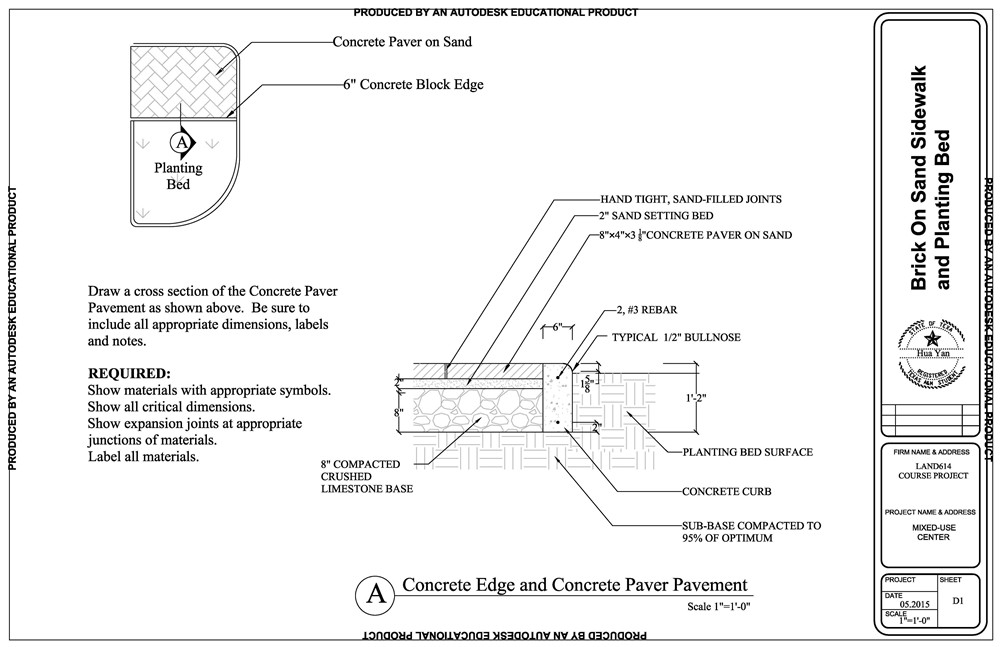 PRODUCED BY AN AUTODESK EDUCATIONAL PRODUCT
Concrete Paver on Sand
6" Concrete Block Edge
A
Planting
Bed
PRODUCED BY AN AUTODESK EDUCATIONAL PRODUCT
HAND TIGHT, SAND-FILLED JOINTS
2" SAND SETTING BED
8"×4"×3 1/8"CONCRETE PAVER ON SAND
Draw a cross section of the Concrete Paver
Pavement as shown above. Be sure to
include all appropriate dimensions, labels
and notes.
REQUIRED:
Show materials with appropriate symbols.
Show all critical dimensions.
Show expansion joints at appropriate
junctions of materials.
Label all materials.
6"
2, #3 REBAR
TYPICAL 1/2" BULLNOSE
2"
8"
1'-2"
2"
PLANTING BED SURFACE
8" COMPACTED
CRUSHED
LIMESTONE BASE
CONCRETE CURB
SUB-BASE COMPACTED TO
95% OF OPTIMUM
A
Concrete Edge and Concrete Paver Pavement
Scale 1"=1'-0"
PRODUCED BY AN AUTODESK EDUCATIONAL PRODUCT
Brick On Sand Sidewalk
and Planting Bed
STATE OF TEXAS
Hua Yan
REGISTERED
TEXAS A&M STUDENT
FIRM NAME & ADDRESS
LAND614
COURSE PROJECT
PROJECT NAME & ADDRESS
MIXED-USE
CENTER
PROJECT
SHEET
DATE
05.2015
D1
SCALE
1"=1'-0"
PRODUCED BY AN AUTODESK EDUCATIONAL PRODUCT